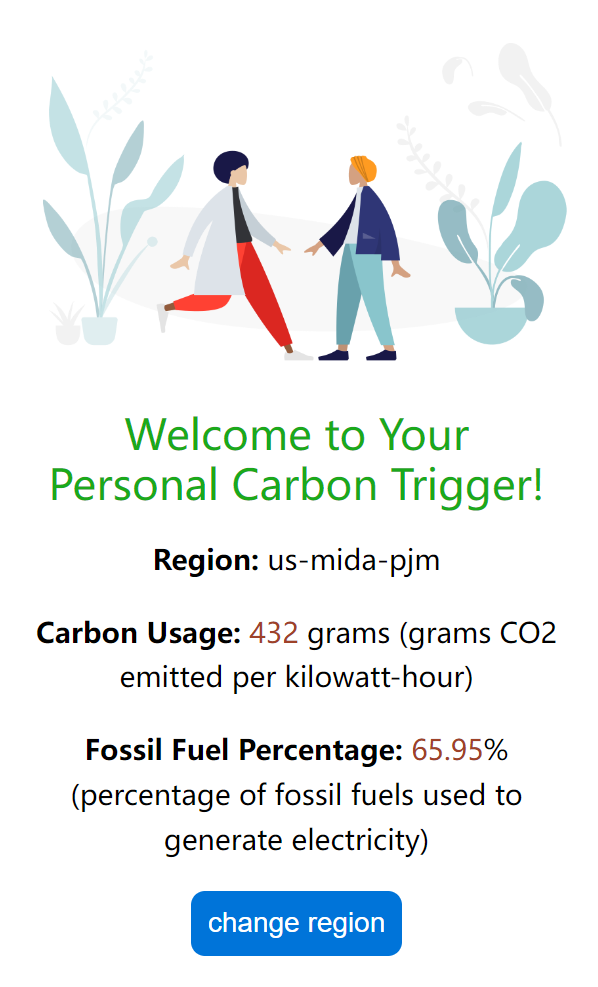 Welcome to Your
Personal Carbon Trigger!
Region: us-mida-pjm
Carbon Usage: 432 grams (grams CO2
emitted per kilowatt-hour)
Fossil Fuel Percentage: 65.95%
(percentage of fossil fuels used to
generate electricity)
change region